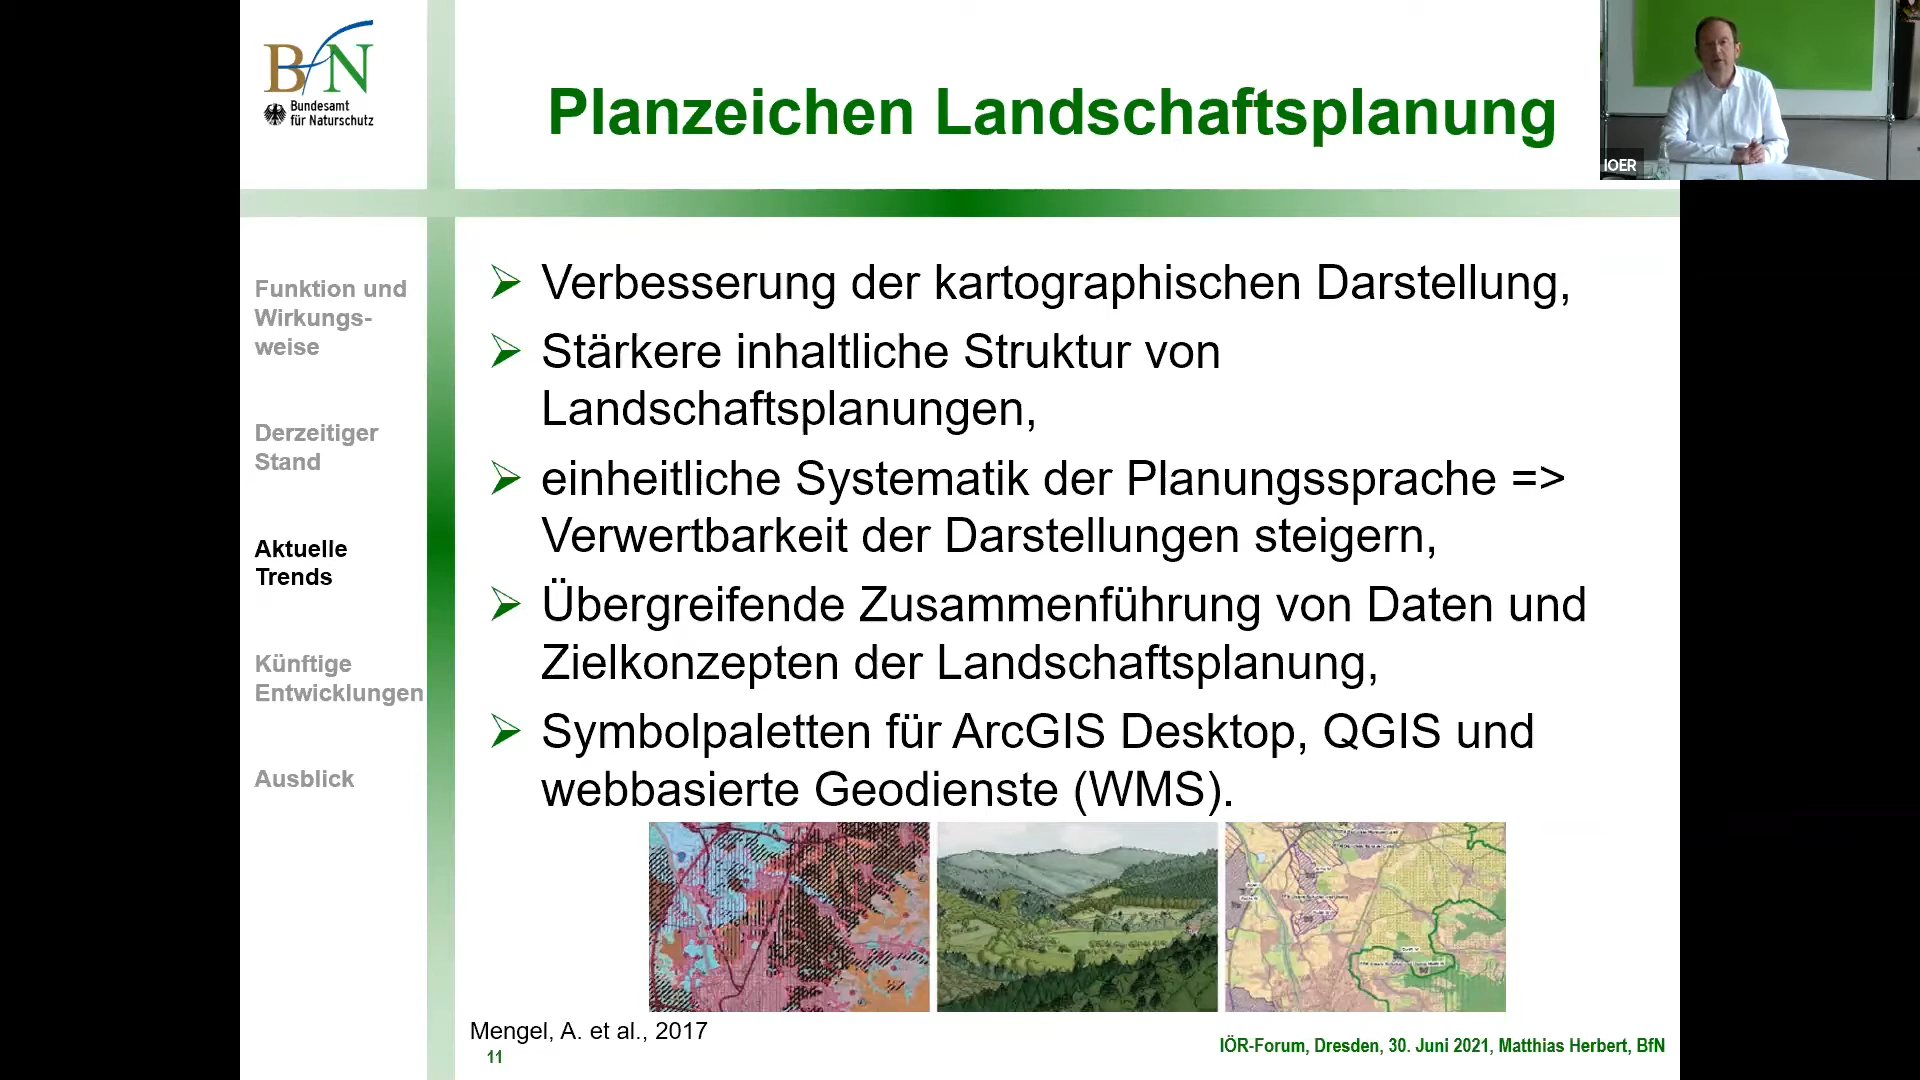 BfN
Bundesamt
für Naturschutz
Planzeichen Landschaftsplanung
IOER
Funktion und
Wirkungs-
weise
Derzeitiger
Stand
Aktuelle
Trends
Künftige
Entwicklungen
Ausblick
Verbesserung der kartographischen Darstellung,
Stärkere inhaltliche Struktur von
Landschaftsplanungen,
einheitliche Systematik der Planungssprache =>
Verwertbarkeit der Darstellungen steigern,
Übergreifende Zusammenführung von Daten und
Zielkonzepten der Landschaftsplanung,
Symbolpaletten für ArcGIS Desktop, QGIS und
webbasierte Geodienste (WMS).
Mengel, A. et al., 2017
11
IÖR-Forum, Dresden, 30. Juni 2021, Matthias Herbert, BfN